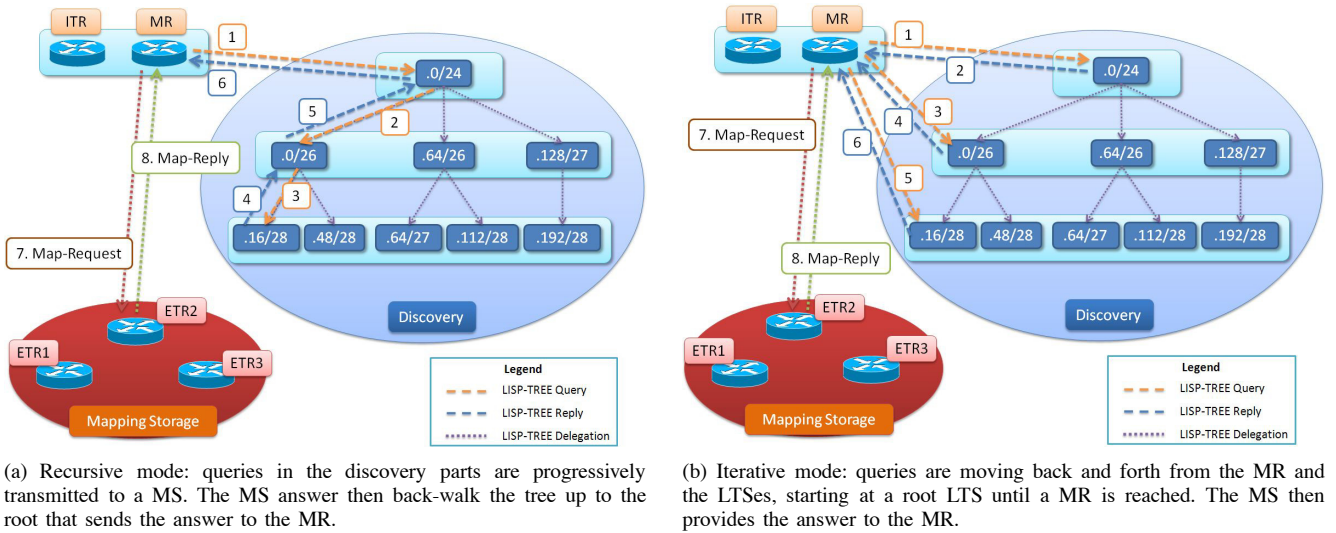 ITR
MR
1
6
.0/24
5
2
.0/26
.64/26
.128/27
8. Map-Reply
4
3
.16/28
.48/28
.64/27
.112/28
.192/28
7. Map-Request
Discovery
ETR2
ETR1
ETR3
Mapping Storage
Legend
LISP-TREE Query
LISP-TREE Reply
LISP-TREE Delegation
(a) Recursive mode: queries in the discovery parts are progressively
transmitted to a MS. The MS answer then back-walk the tree up to the
root that sends the answer to the MR.
ITR
MR
1
2
.0/24
3
4
7. Map-Request
6
.0/26
.64/26
.128/27
5
.16/28
.48/28
.64/27
.112/28
.192/28
8. Map-Reply
Discovery
ETR2
ETR1
ETR3
Mapping Storage
Legend
LISP-TREE Query
LISP-TREE Reply
LISP-TREE Delegation
(b) Iterative mode: queries are moving back and forth from the MR and
the LTSes, starting at a root LTS until a MR is reached. The MS then
provides the answer to the MR.